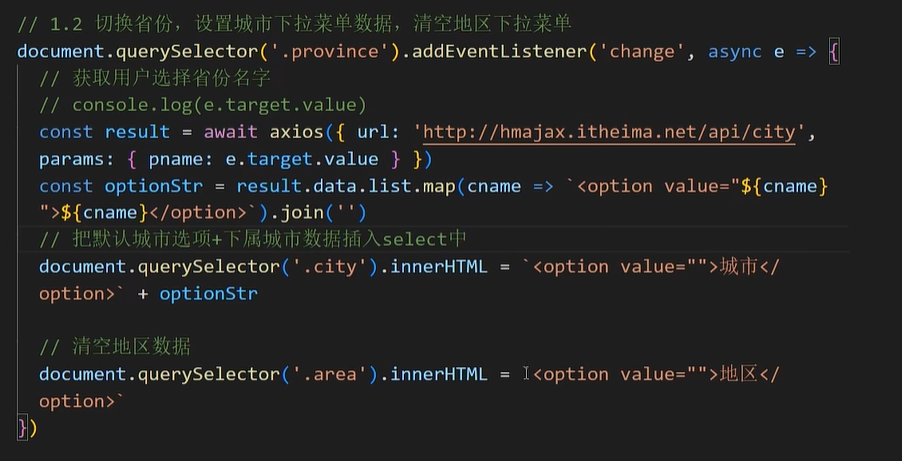 // 1.2 切换省份，设置城市下拉菜单数据，清空地区下拉菜单
document.querySelector('.province').addEventListener('change', async e => {
// 获取用户选择省份名字
// console.log(e.target.value)
const result = await axios({ url: 'http://hmajax.itheima.net/api/city',
params: { pname: e.target.value } })
const optionStr = result.data.list.map(cname => `<option value="${cname}
">${cname}</option>`).join('')
// 把默认城市选项+下属城市数据插入select中
document.querySelector('.city').innerHTML = `<option value="">城市</
option>` + optionStr
// 清空地区数据
document.querySelector('.area').innerHTML = `<option value="">地区</
option>`
})